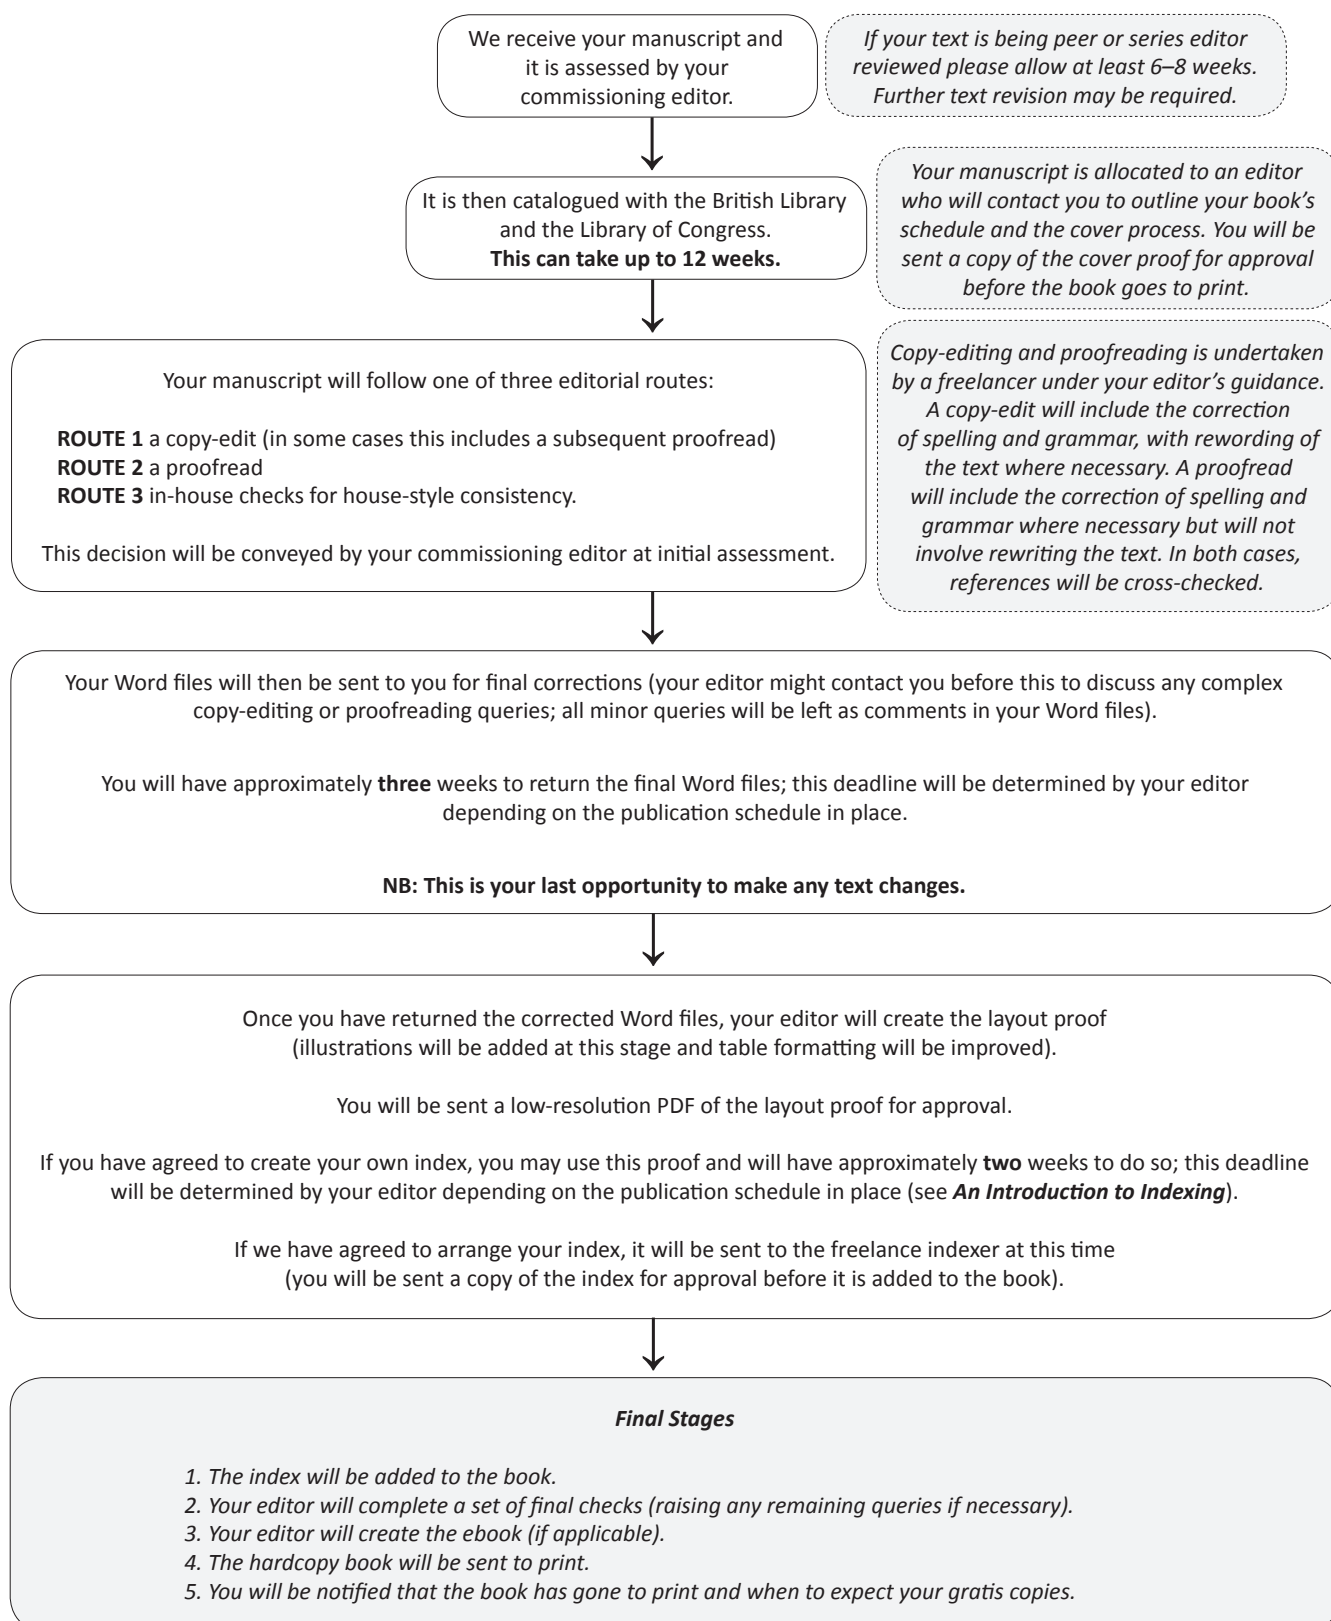 We receive your manuscript and
it is assessed by your
commissioning editor.
If your text is being peer or series editor
reviewed please allow at least 6–8 weeks.
Further text revision may be required.
It is then catalogued with the British Library
and the Library of Congress.
This can take up to 12 weeks.
Your manuscript is allocated to an editor
who will contact you to outline your book’s
schedule and the cover process. You will be
sent a copy of the cover proof for approval
before the book goes to print.
Your manuscript will follow one of three editorial routes:
ROUTE 1 a copy-edit (in some cases this includes a subsequent proofread)
ROUTE 2 a proofread
ROUTE 3 in-house checks for house-style consistency.
This decision will be conveyed by your commissioning editor at initial assessment.
Copy-editing and proofreading is undertaken
by a freelancer under your editor’s guidance.
A copy-edit will include the correction
of spelling and grammar, with rewording of
the text where necessary. A proofread
will include the correction of spelling and
grammar where necessary but will not
involve rewriting the text. In both cases,
references will be cross-checked.
Your Word files will then be sent to you for final corrections (your editor might contact you before this to discuss any complex
copy-editing or proofreading queries; all minor queries will be left as comments in your Word files).
You will have approximately three weeks to return the final Word files; this deadline will be determined by your editor
depending on the publication schedule in place.
NB: This is your last opportunity to make any text changes.
Once you have returned the corrected Word files, your editor will create the layout proof
(illustrations will be added at this stage and table formatting will be improved).
You will be sent a low-resolution PDF of the layout proof for approval.
If you have agreed to create your own index, you may use this proof and will have approximately two weeks to do so; this deadline
will be determined by your editor depending on the publication schedule in place (see An Introduction to Indexing).
If we have agreed to arrange your index, it will be sent to the freelance indexer at this time
(you will be sent a copy of the index for approval before it is added to the book).
Final Stages
1. The index will be added to the book.
2. Your editor will complete a set of final checks (raising any remaining queries if necessary).
3. Your editor will create the ebook (if applicable).
4. The hardcopy book will be sent to print.
5. You will be notified that the book has gone to print and when to expect your gratis copies.